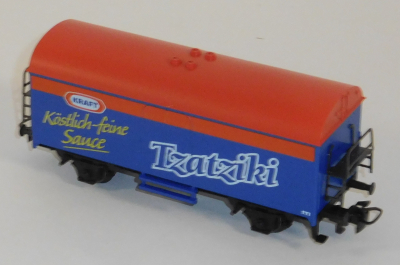 KRAFT
Köstlich-feine
Sauce
Tzatziki